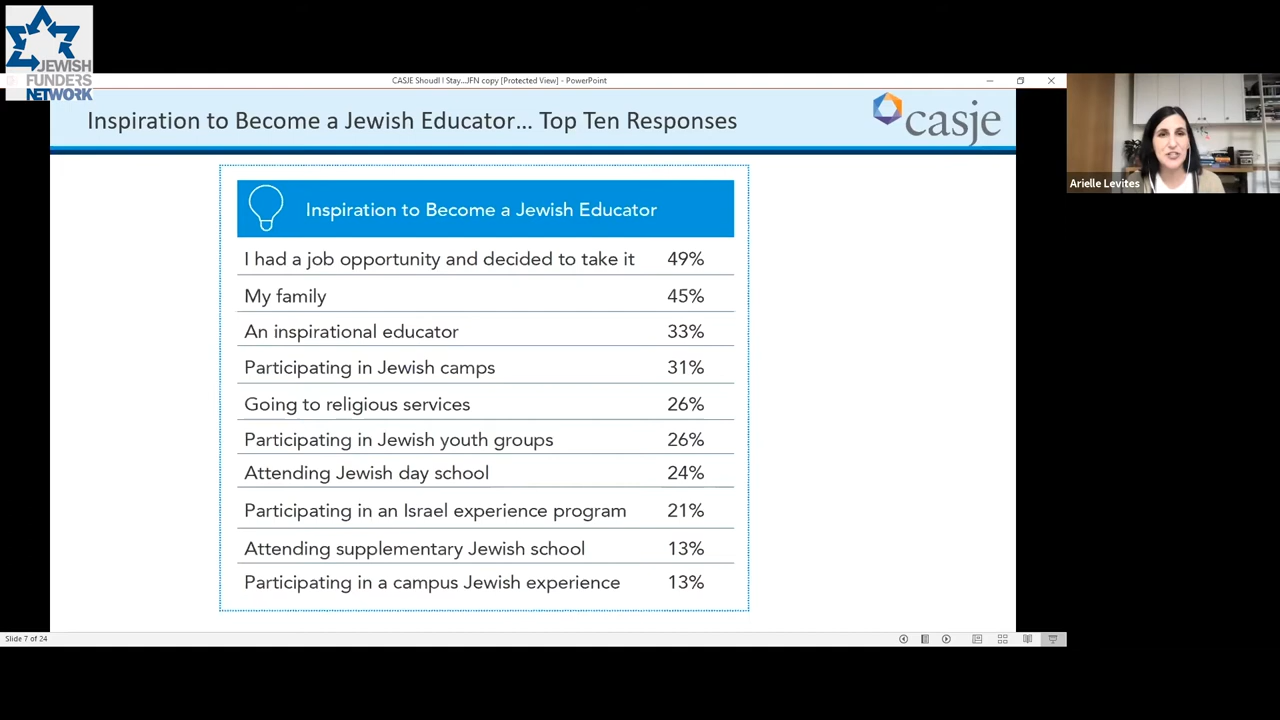 JEWISH
FUNDERS
NETWORK
CASJE Shoudl I Stay...JFN copy [Protected View] - PowerPoint
Inspiration to Become a Jewish Educator... Top Ten Responses
casje
Arielle Levites
Inspiration to Become a Jewish Educator
I had a job opportunity and decided to take it 49%
My family 45%
An inspirational educator 33%
Participating in Jewish camps 31%
Going to religious services 26%
Participating in Jewish youth groups 26%
Attending Jewish day school 24%
Participating in an Israel experience program 21%
Attending supplementary Jewish school 13%
Participating in a campus Jewish experience 13%
Slide 7 of 24